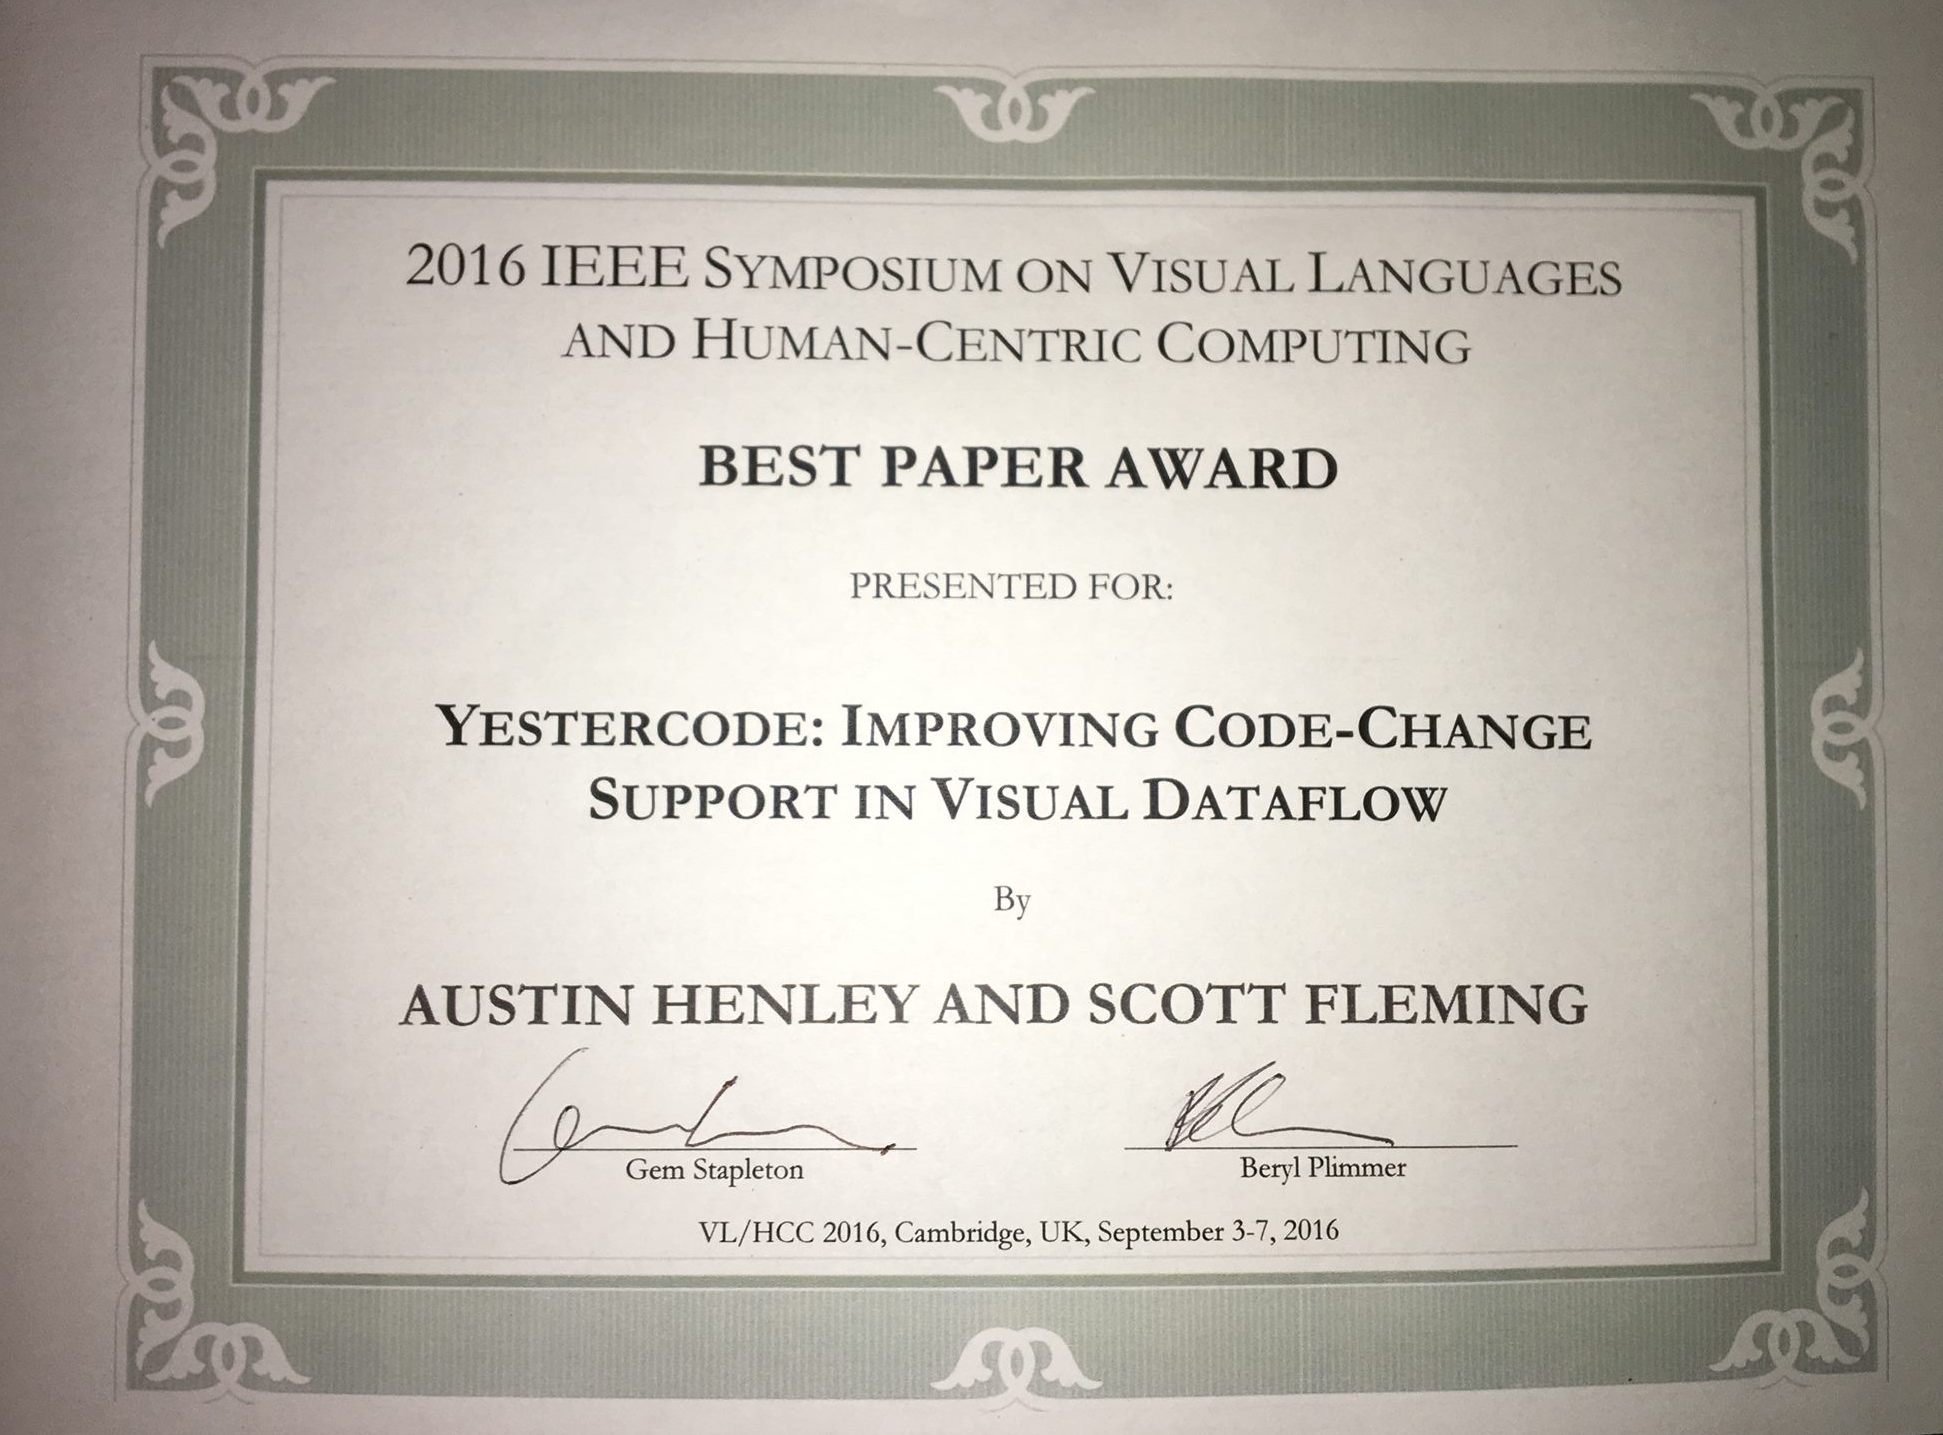 2016 IEEE SYMPOSIUM ON VISUAL LANGUAGES
AND HUMAN-CENTRIC COMPUTING
BEST PAPER AWARD
PRESENTED FOR:
YESTERCODE: IMPROVING CODE-CHANGE
SUPPORT IN VISUAL DATAFLOW
By
AUSTIN HENLEY AND SCOTT FLEMING
Gem Stapleton
Beryl Plimmer
VL/HCC 2016, Cambridge, UK, September 3-7, 2016